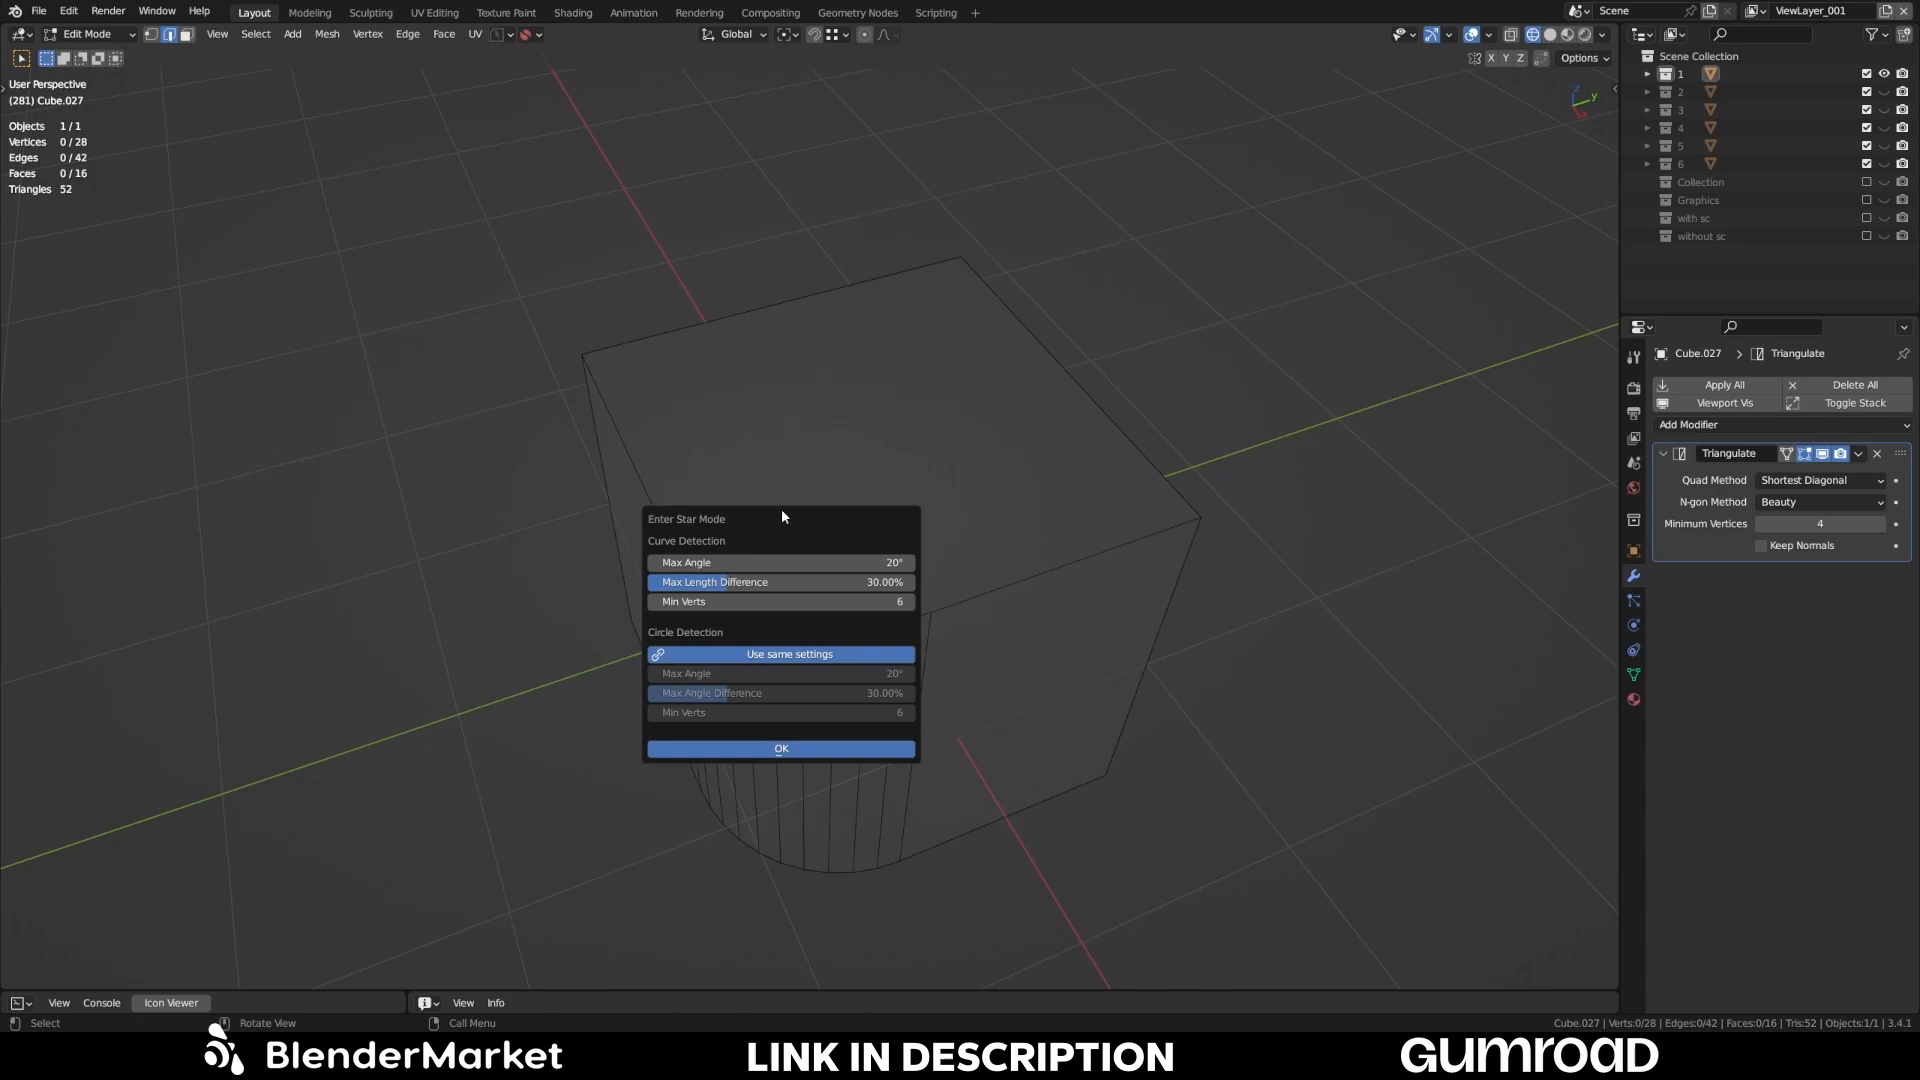 File Edit Render Window Help Layout Modeling Sculpting UV Editing Texture Paint Shading Animation Rendering Compositing Geometry Nodes Scripting + Scene ViewLayer_001
Edit Mode View Select Add Mesh Vertex Edge Face UV Global
X Y Z Options
User Perspective
(281) Cube.027
Objects 1 / 1
Vertices 0 / 28
Edges 0 / 42
Faces 0 / 16
Triangles 52
Z
Y
X
Scene Collection
1
2
3
4
5
6
Collection
Graphics
with sc
without sc
Cube.027 > Triangulate
Apply All Delete All
Viewport Vis Toggle Stack
Add Modifier
Triangulate
Quad Method Shortest Diagonal
N-gon Method Beauty
Minimum Vertices 4
Keep Normals
Enter Star Mode
Curve Detection
Max Angle 20°
Max Length Difference 30.00%
Min Verts 6
Circle Detection
Use same settings
Max Angle 20°
Max Angle Difference 30.00%
Min Verts 6
OK
View Console Icon Viewer View Info
Select Rotate View Call Menu Cube.027 | Verts:0/28 | Edges:0/42 | Faces:0/16 | Tris:52 | Objects:1/1 | 3.4.1
BlenderMarket LINK IN DESCRIPTION GUMROAD